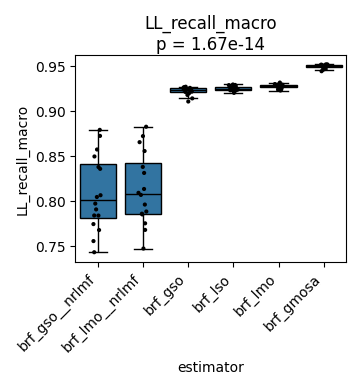 LL_recall_macro
p = 1.67e-14
LL_recall_macro
0.95
0.90
0.85
0.80
0.75
brf_gso__nrlmf
brf_lmo__nrlmf
brf_gso
brf_lso
brf_lmo
brf_gmosa
estimator